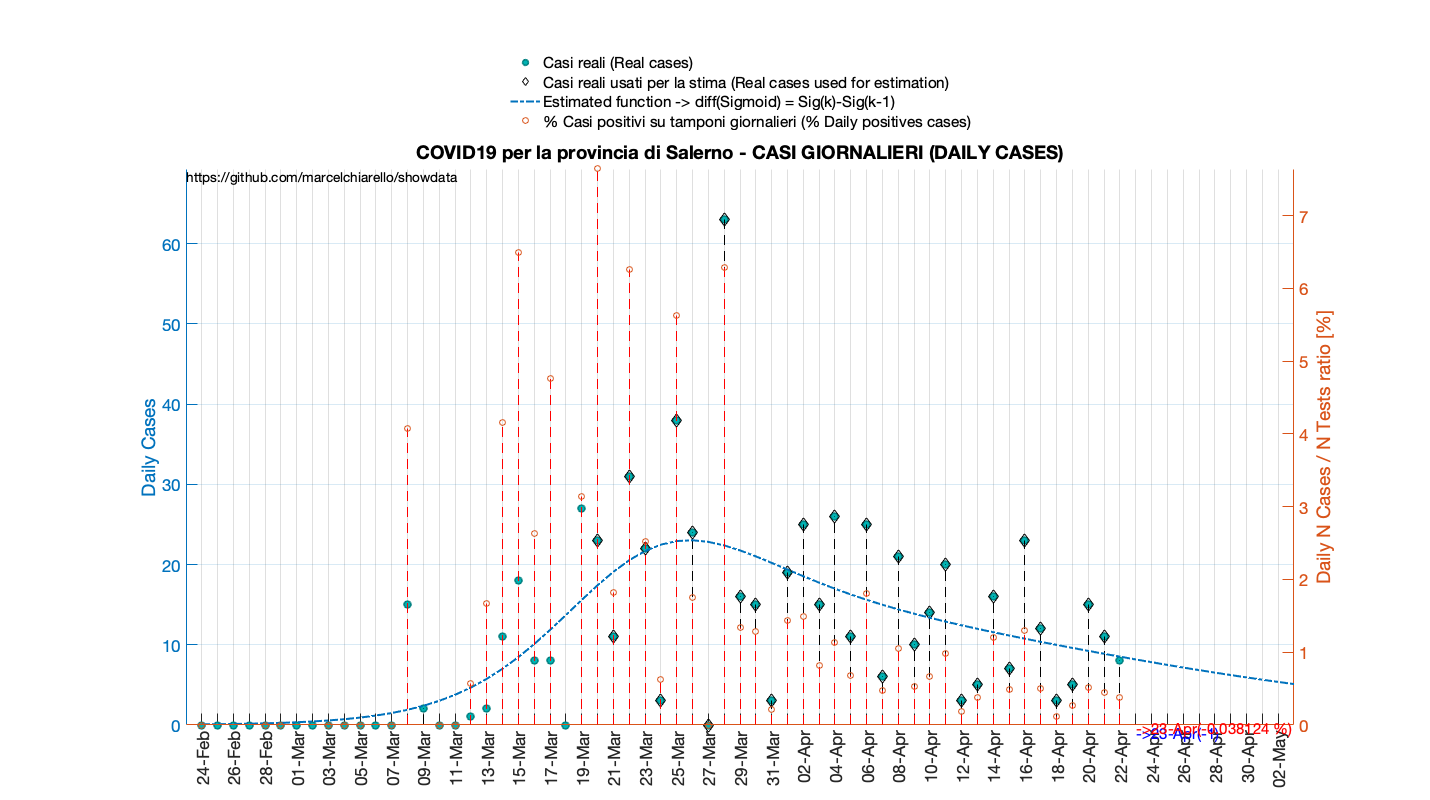 Casi reali (Real cases)
Casi reali usati per la stima (Real cases used for estimation)
Estimated function -> diff(Sigmoid) = Sig(k)-Sig(k-1)
% Casi positivi su tamponi giornalieri (% Daily positives cases)
COVID19 per la provincia di Salerno - CASI GIORNALIERI (DAILY CASES)
https://github.com/marcelchiarello/showdata
Daily Cases
60
50
40
30
20
10
0
7
6
5
4
3
2
1
0
Daily N Cases / N Tests ratio [%]
24-Feb
26-Feb
28-Feb
01-Mar
03-Mar
05-Mar
07-Mar
09-Mar
11-Mar
13-Mar
15-Mar
17-Mar
19-Mar
21-Mar
23-Mar
25-Mar
27-Mar
29-Mar
31-Mar
02-Apr
04-Apr
06-Apr
08-Apr
10-Apr
12-Apr
14-Apr
16-Apr
18-Apr
20-Apr
22-Apr
24-Apr
26-Apr
28-Apr
30-Apr
02-May
->23-Apr(-0.038124 %)
->23-Apr(-1)